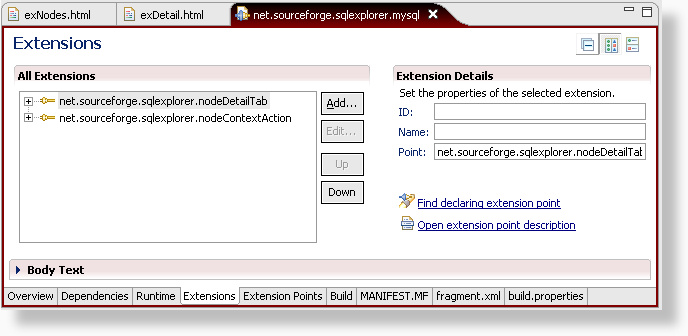 exNodes.html exDetail.html net.sourceforge.sqlexplorer.mysql
Extensions
All Extensions
net.sourceforge.sqlexplorer.nodeDetailTab
net.sourceforge.sqlexplorer.nodeContextAction
Add...
Edit...
Up
Down
Extension Details
Set the properties of the selected extension.
ID:
Name:
Point: net.sourceforge.sqlexplorer.nodeDetailTab
Find declaring extension point
Open extension point description
Body Text
Overview Dependencies Runtime Extensions Extension Points Build MANIFEST.MF fragment.xml build.properties